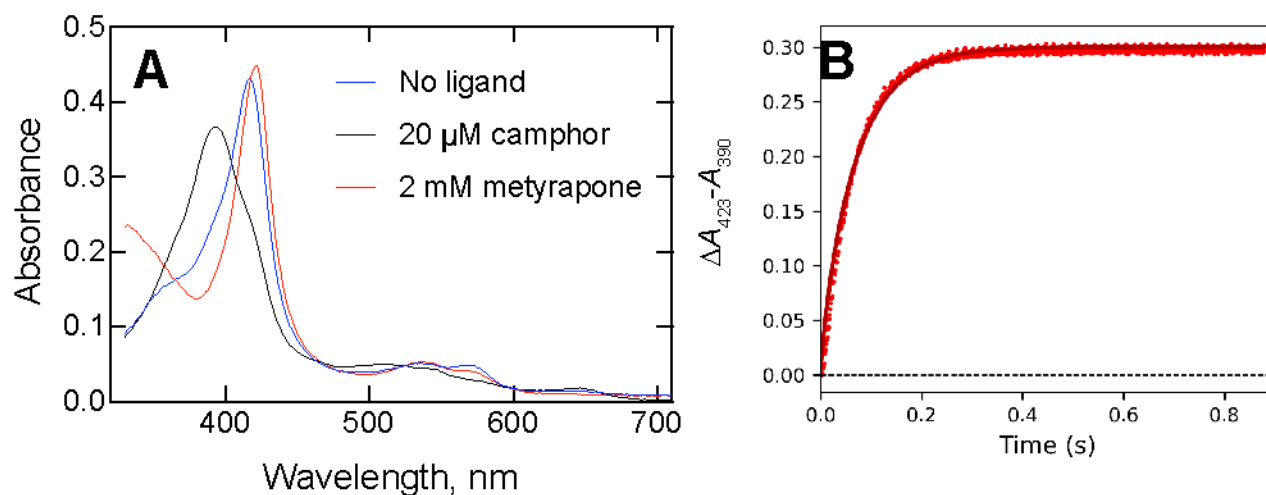 A
No ligand
20 µM camphor
2 mM metyrapone
0.5
0.4
0.3
0.2
0.1
0.0
Absorbance
400
500
600
700
Wavelength, nm
B
0.30
0.25
0.20
0.15
0.10
0.05
0.00
ΔA423-A390
0.0
0.2
0.4
0.6
0.8
Time (s)